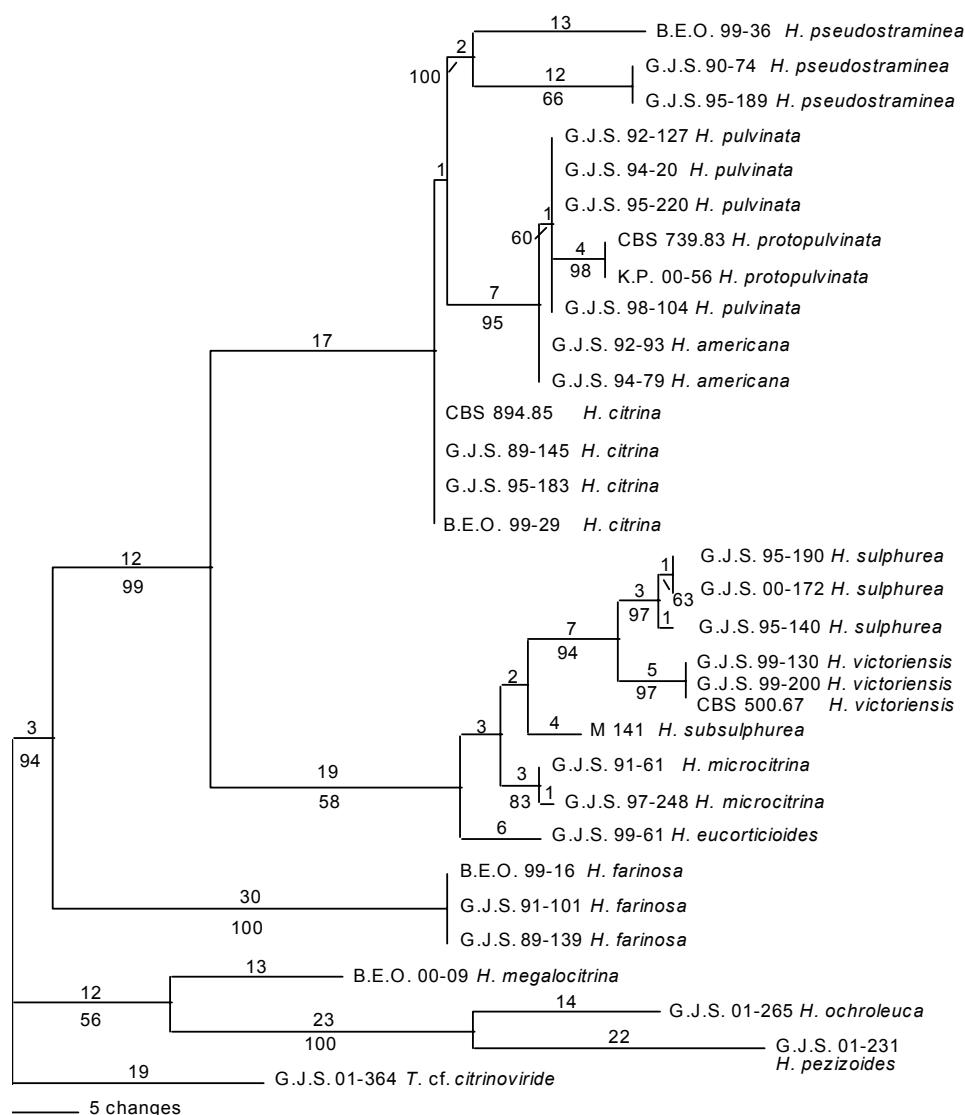 13
B.E.O. 99-36 H. pseudostraminea
2
100
12
G.J.S. 90-74 H. pseudostraminea
66
G.J.S. 95-189 H. pseudostraminea
G.J.S. 92-127 H. pulvinata
1
G.J.S. 94-20 H. pulvinata
G.J.S. 95-220 H. pulvinata
1
60
CBS 739.83 H. protopulvinata
4
98
K.P. 00-56 H. protopulvinata
7
G.J.S. 98-104 H. pulvinata
95
17
G.J.S. 92-93 H. americana
G.J.S. 94-79 H. americana
CBS 894.85 H. citrina
G.J.S. 89-145 H. citrina
G.J.S. 95-183 H. citrina
B.E.O. 99-29 H. citrina
12
99
G.J.S. 95-190 H. sulphurea
1
G.J.S. 00-172 H. sulphurea
3
63
97
1
G.J.S. 95-140 H. sulphurea
7
94
G.J.S. 99-130 H. victoriensis
5
G.J.S. 99-200 H. victoriensis
97
CBS 500.67 H. victoriensis
2
3
4
M 141 H. subsulphurea
3
94
G.J.S. 91-61 H. microcitrina
3
83
1
G.J.S. 97-248 H. microcitrina
19
58
6
G.J.S. 99-61 H. eucorticioides
B.E.O. 99-16 H. farinosa
30
G.J.S. 91-101 H. farinosa
100
G.J.S. 89-139 H. farinosa
13
B.E.O. 00-09 H. megalocitrina
12
56
14
G.J.S. 01-265 H. ochroleuca
23
100
22
G.J.S. 01-231
H. pezizoides
19
G.J.S. 01-364 T. cf. citrinoviride
5 changes